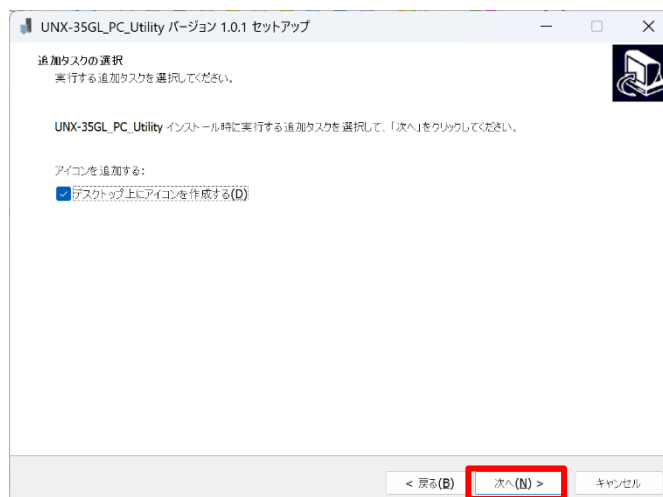 UNX-35GL_PC_Utility バージョン 1.0.1 セットアップ
追加タスクの選択
実行する追加タスクを選択してください。
UNX-35GL_PC_Utility インストール時に実行する追加タスクを選択して、「次へ」をクリックしてください。
アイコンを追加する:
デスクトップ上にアイコンを作成する(D)
< 戻る(B)
次へ(N) >
キャンセル